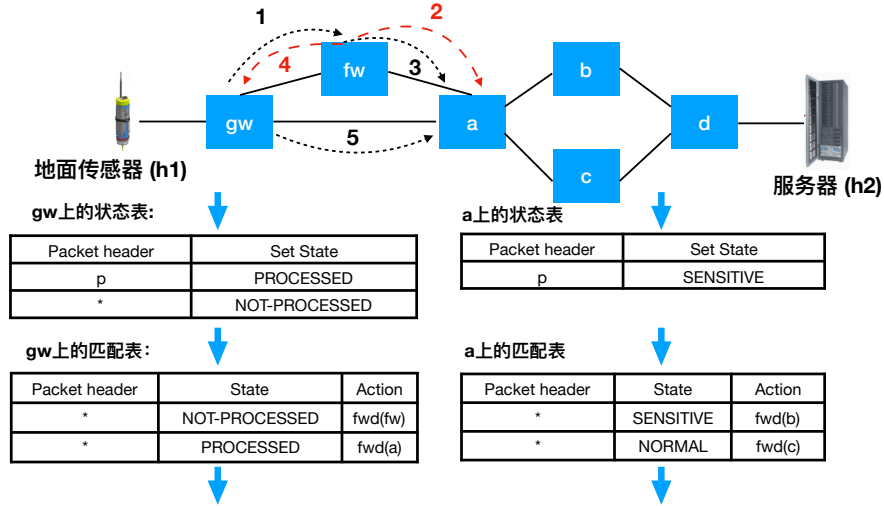 1
2
fw
4
3
b
gw
a
d
5
c
地面传感器 (h1)
服务器 (h2)
gw上的状态表:
a上的状态表
Packet header Set State
p PROCESSED
* NOT-PROCESSED
Packet header Set State
p SENSITIVE
gw上的匹配表：
a上的匹配表
Packet header State Action
* NOT-PROCESSED fwd(fw)
* PROCESSED fwd(a)
Packet header State Action
* SENSITIVE fwd(b)
* NORMAL fwd(c)